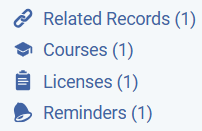 Related Records (1)
Courses (1)
Licenses (1)
Reminders (1)